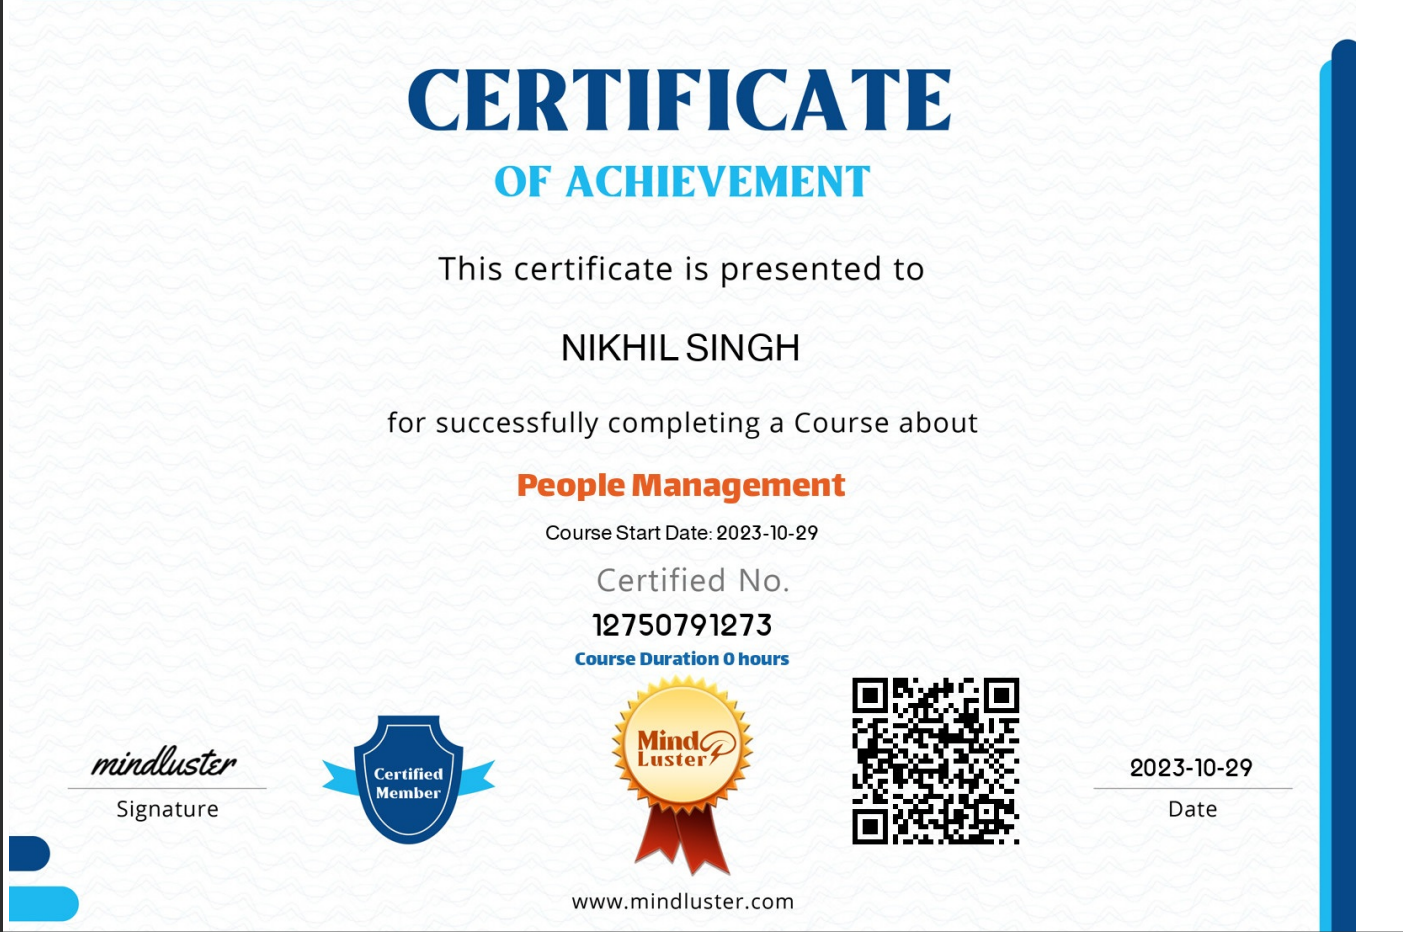 CERTIFICATE
OF ACHIEVEMENT
This certificate is presented to
NIKHIL SINGH
for successfully completing a Course about
People Management
Course Start Date: 2023-10-29
Certified No.
12750791273
Course Duration 0 hours
mindluster
Signature
Certified
Member
Mind
Luster
2023-10-29
Date
www.mindluster.com